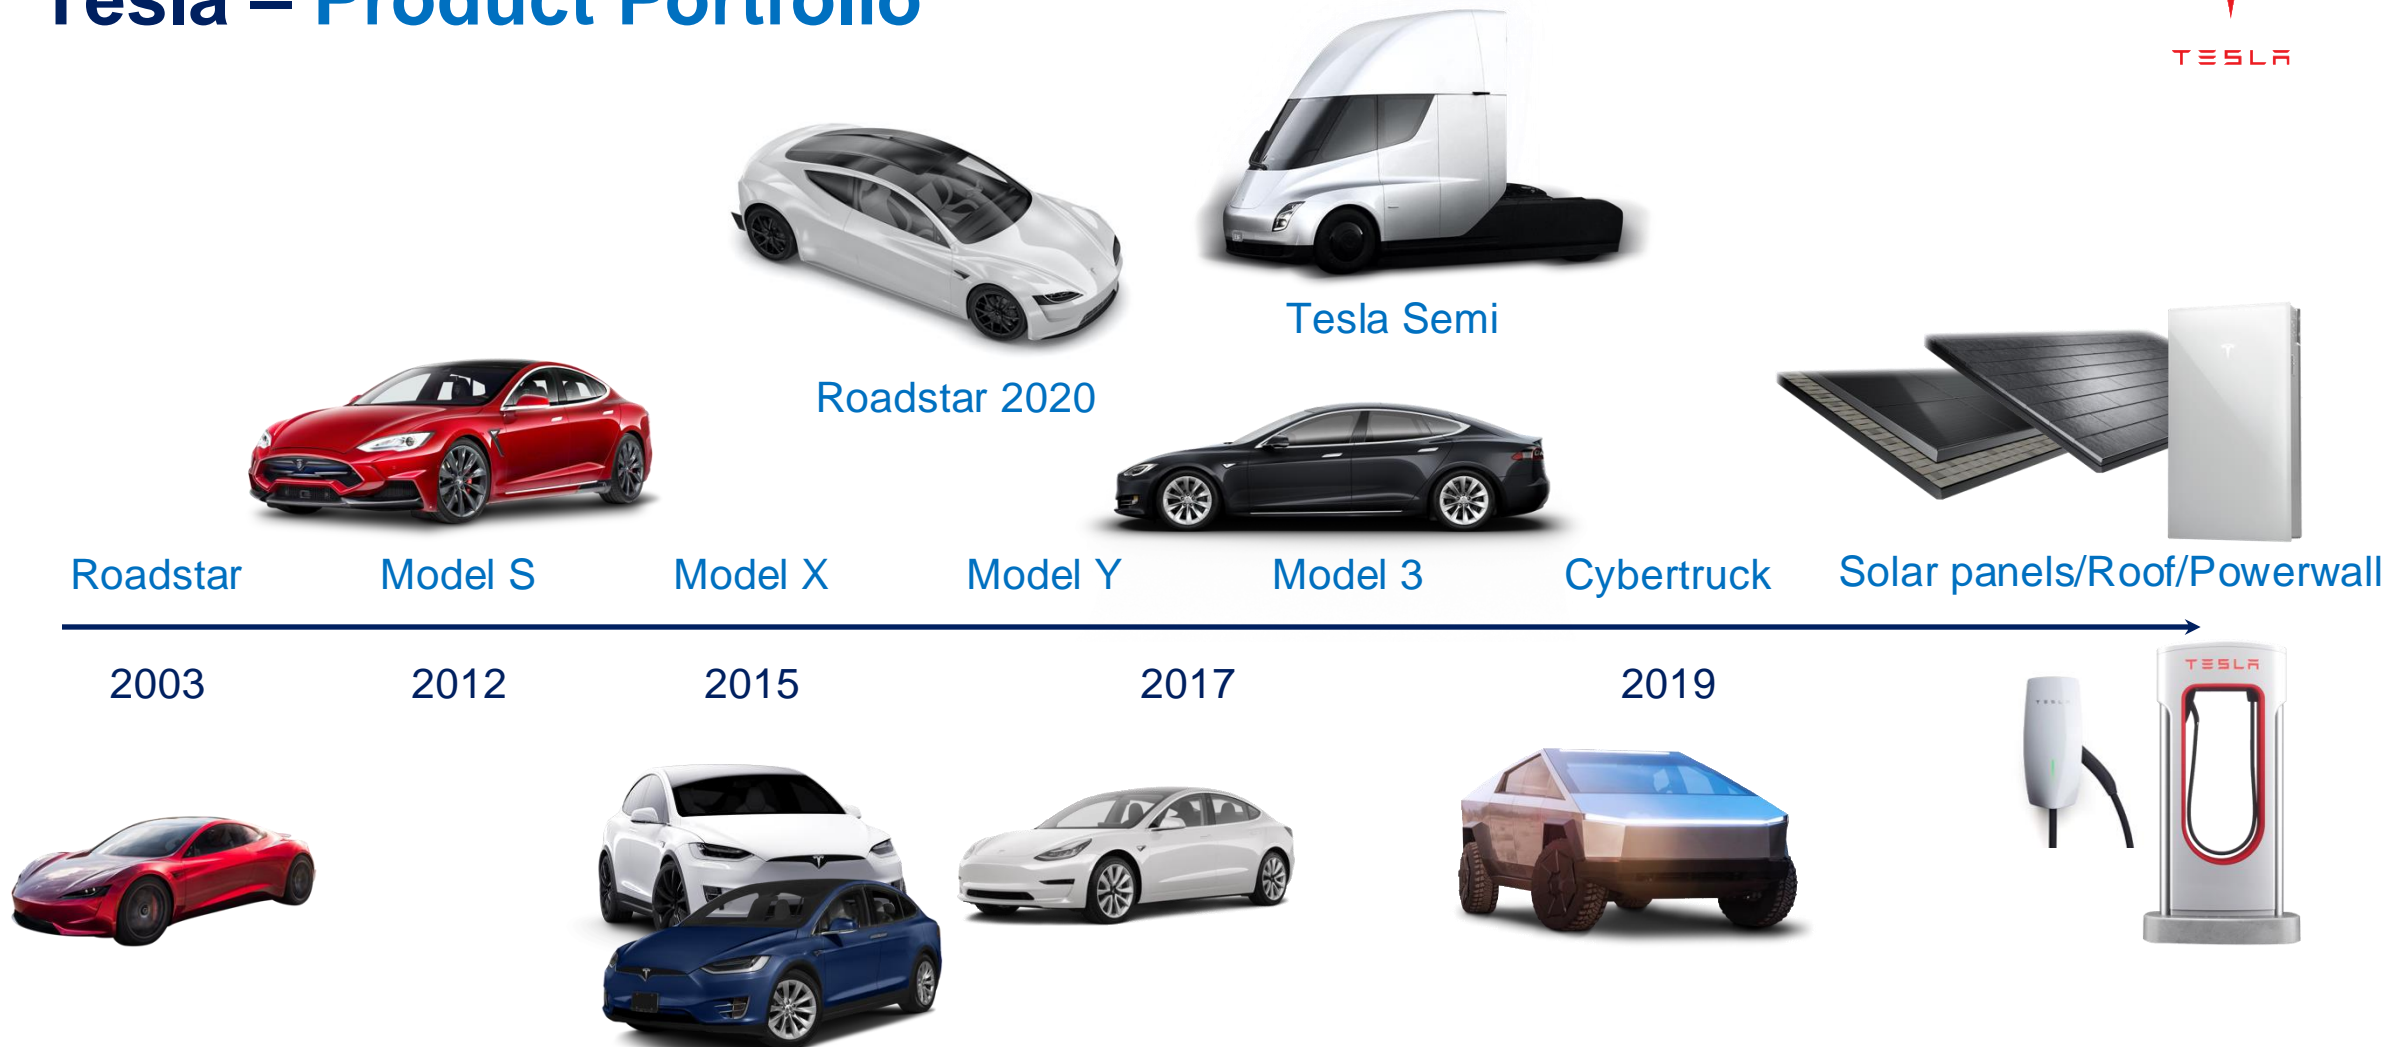 Tesla – Product Portfolio
TESLA
Tesla Semi
Roadstar 2020
Roadstar
Model S
Model X
Model Y
Model 3
Cybertruck
Solar panels/Roof/Powerwall
2003
2012
2015
2017
2019
TESLA
TESLA